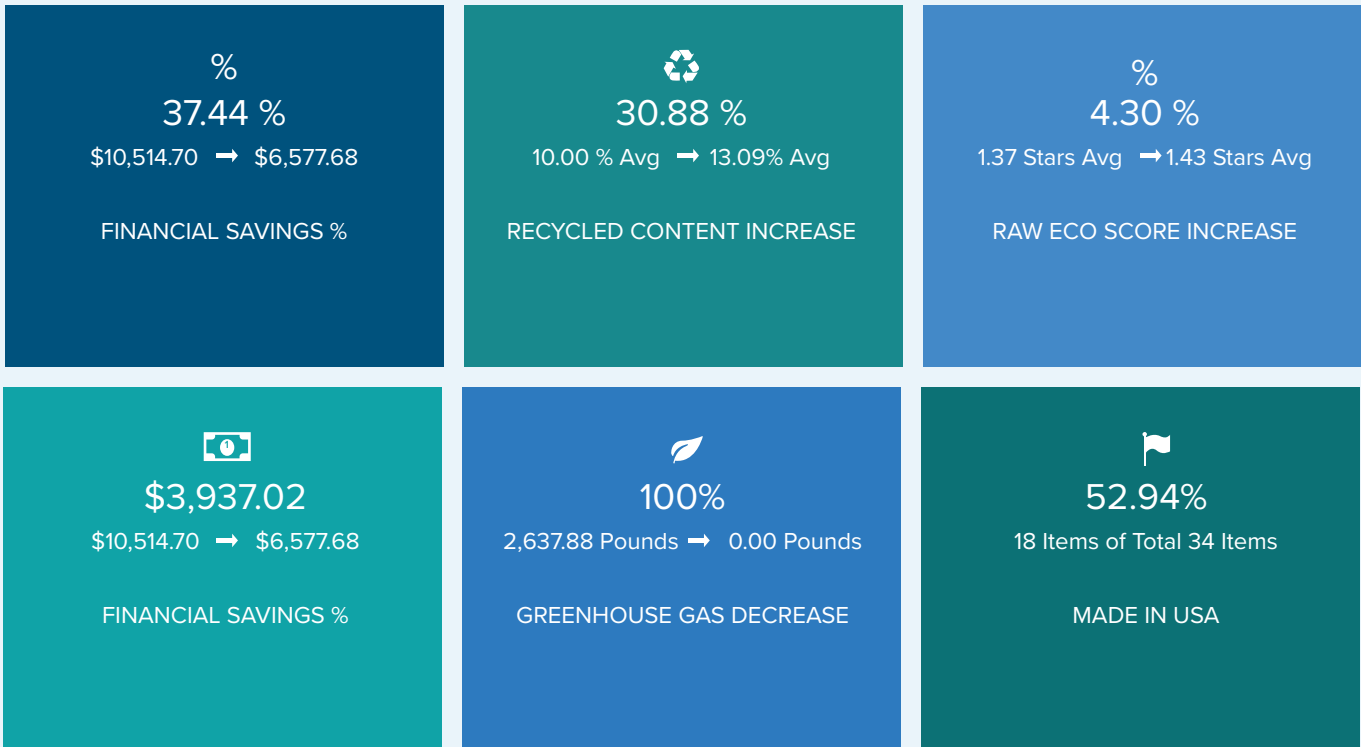 %
37.44 %
$10,514.70 → $6,577.68
FINANCIAL SAVINGS %
30.88 %
10.00 % Avg → 13.09% Avg
RECYCLED CONTENT INCREASE
%
4.30 %
1.37 Stars Avg → 1.43 Stars Avg
RAW ECO SCORE INCREASE
1
$3,937.02
$10,514.70 → $6,577.68
FINANCIAL SAVINGS %
100%
2,637.88 Pounds → 0.00 Pounds
GREENHOUSE GAS DECREASE
52.94%
18 Items of Total 34 Items
MADE IN USA